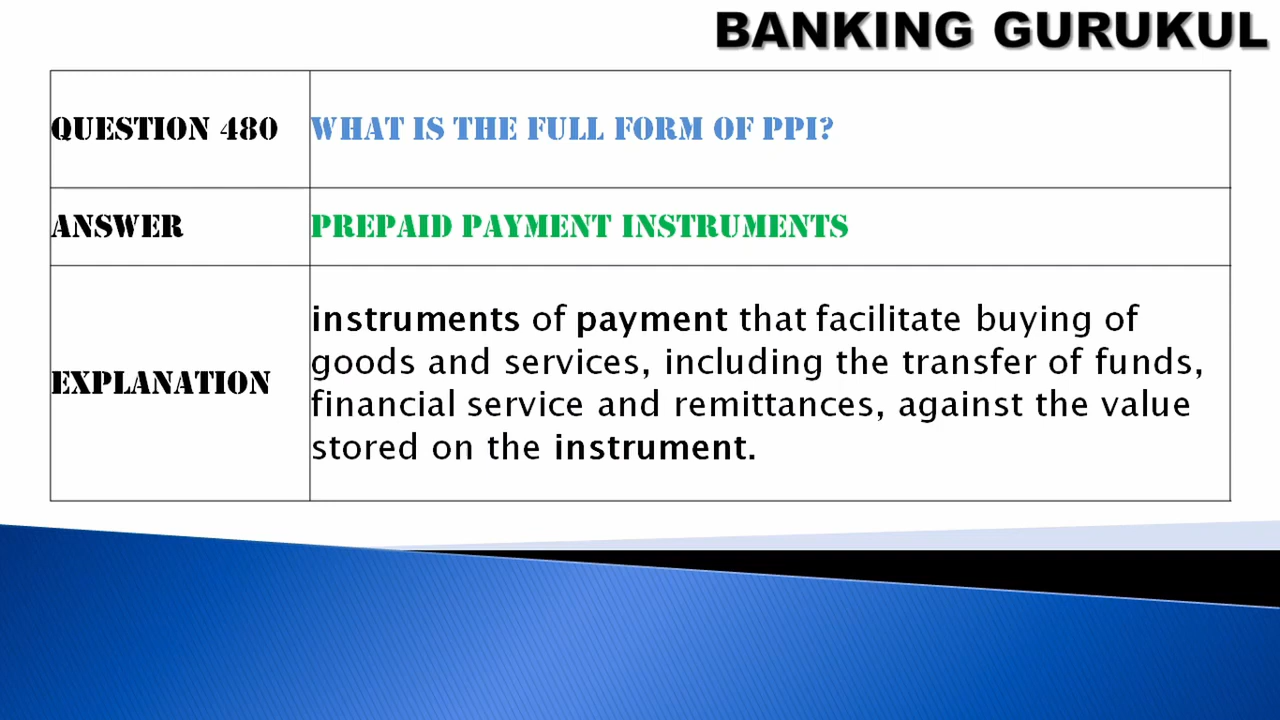 BANKING GURUKUL
QUESTION 480
WHAT IS THE FULL FORM OF PPI?
ANSWER
PREPAID PAYMENT INSTRUMENTS
EXPLANATION
instruments of payment that facilitate buying of
goods and services, including the transfer of funds,
financial service and remittances, against the value
stored on the instrument.